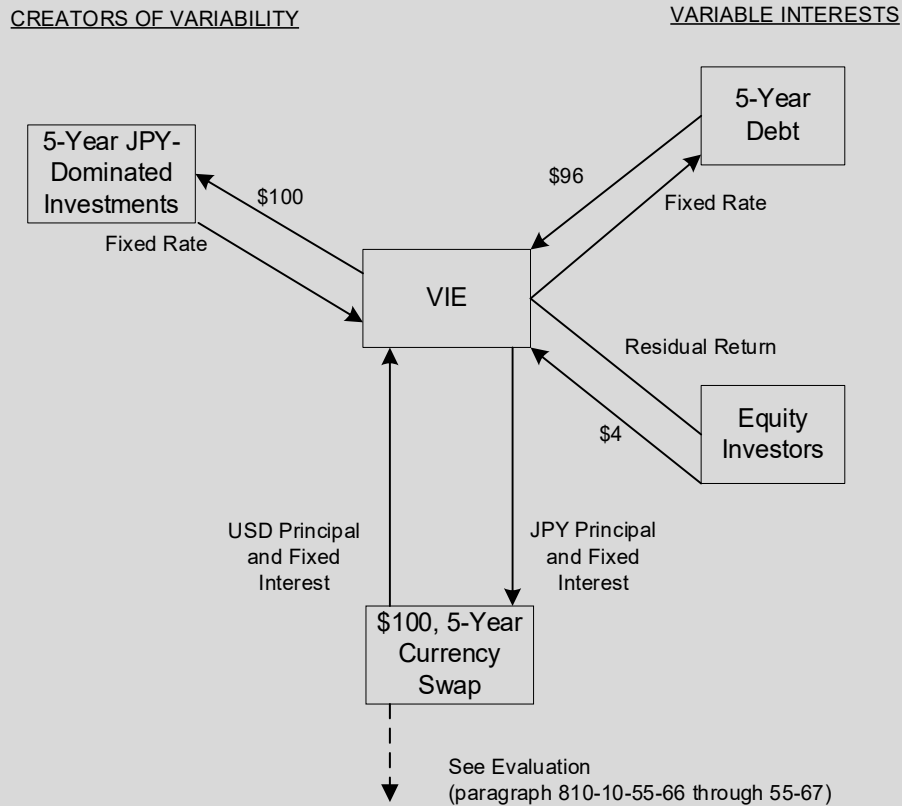 CREATORS OF VARIABILITY
VARIABLE INTERESTS
5-Year JPY-
Dominated
Investments
$100
Fixed Rate
5-Year
Debt
$96
Fixed Rate
VIE
Residual Return
$4
Equity
Investors
USD Principal
and Fixed
Interest
JPY Principal
and Fixed
Interest
$100, 5-Year
Currency
Swap
See Evaluation
(paragraph 810-10-55-66 through 55-67)